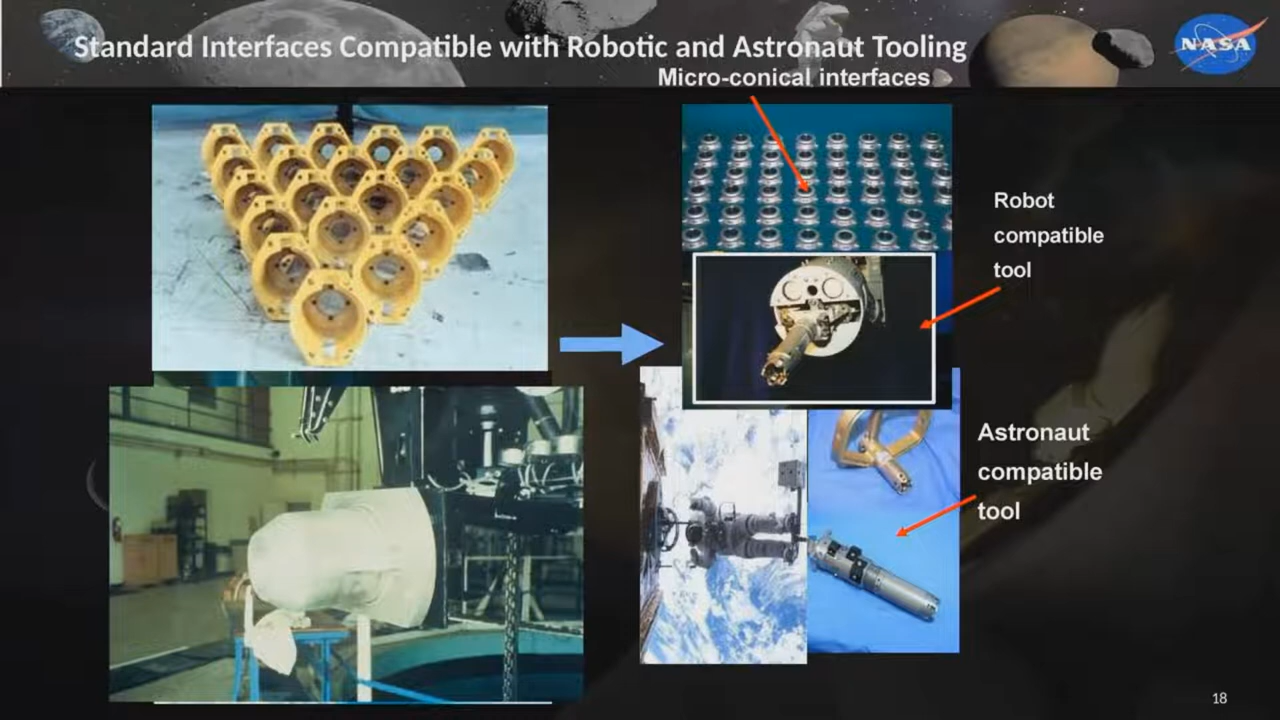 Standard Interfaces Compatible with Robotic and Astronaut Tooling
NASA
Micro-conical interfaces
Robot
compatible
tool
Astronaut
compatible
tool
18